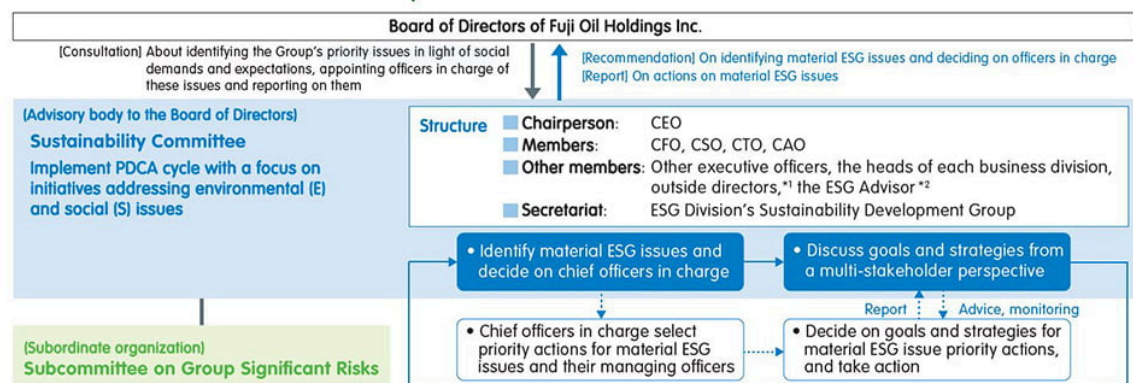 Board of Directors of Fuji Oil Holdings Inc.
[Consultation] About identifying the Group's priority issues in light of social
demands and expectations, appointing officers in charge of
these issues and reporting on them
[Recommendation] On identifying material ESG issues and deciding on officers in charge
[Report] On actions on material ESG issues
(Advisory body to the Board of Directors)
Sustainability Committee
Implement PDCA cycle with a focus on
initiatives addressing environmental (E)
and social (S) issues
Structure
Chairperson: CEO
Members: CFO, CSO, CTO, CAO
Other members: Other executive officers, the heads of each business division,
outside directors,*1 the ESG Advisor*2
Secretariat: ESG Division's Sustainability Development Group
• Identify material ESG issues and
decide on chief officers in charge
• Discuss goals and strategies from
a multi-stakeholder perspective
Report
Advice, monitoring
• Chief officers in charge select
priority actions for material ESG
issues and their managing officers
• Decide on goals and strategies for
material ESG issue priority actions,
and take action
(Subordinate organization)
Subcommittee on Group Significant Risks